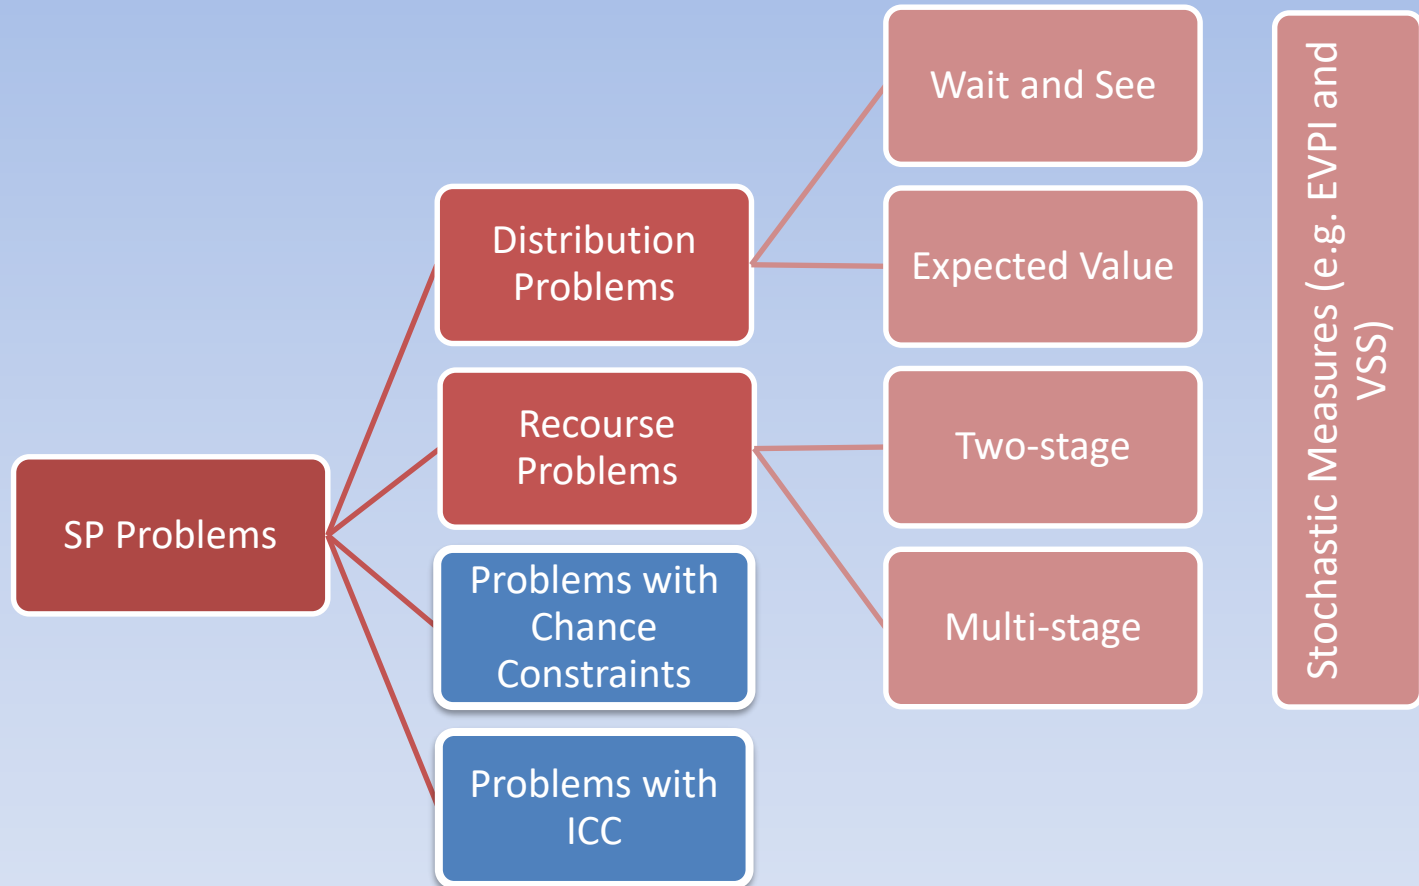 SP Problems
Distribution
Problems
Recourse
Problems
Problems with
Chance
Constraints
Problems with
ICC
Wait and See
Expected Value
Two-stage
Multi-stage
Stochastic Measures (e.g. EVPI and
VSS)